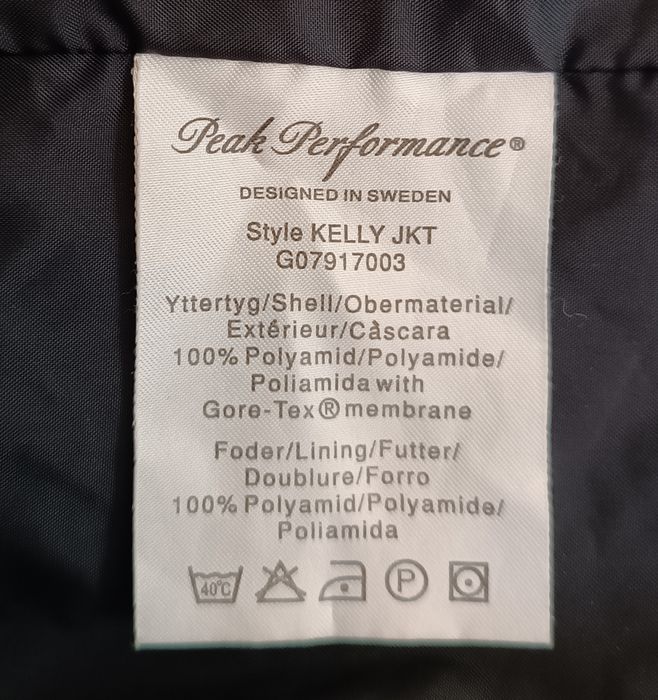 Peak Performance®
DESIGNED IN SWEDEN
Style KELLY JKT
G07917003
Yttertyg/Shell/Obermaterial/
Extérieur/Càscara
100% Polyamid/Polyamide/
Poliamida with
Gore-Tex® membrane
Foder/Lining/Futter/
Doublure/Forro
100% Polyamid/Polyamide/
Poliamida
40°C P